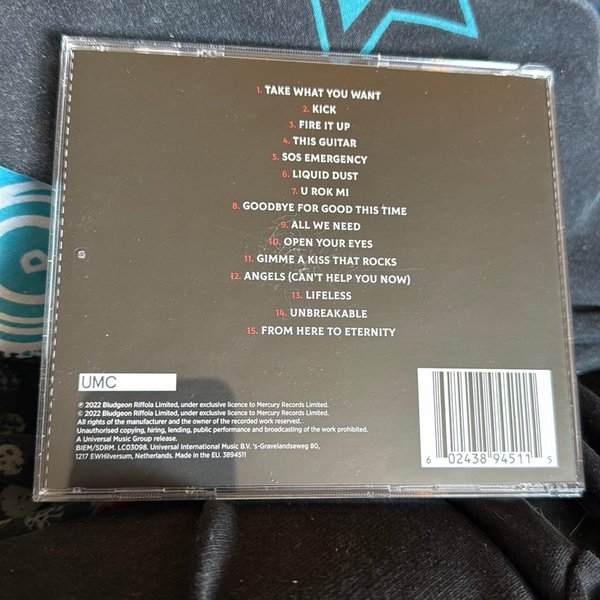 1. TAKE WHAT YOU WANT
2. KICK
3. FIRE IT UP
4. THIS GUITAR
5. SOS EMERGENCY
6. LIQUID DUST
7. U ROK MI
8. GOODBYE FOR GOOD THIS TIME
9. ALL WE NEED
10. OPEN YOUR EYES
11. GIMME A KISS THAT ROCKS
12. ANGELS (CAN'T HELP YOU NOW)
13. LIFELESS
14. UNBREAKABLE
15. FROM HERE TO ETERNITY
UMC
℗ 2022 Bludgeon Riffola Limited, under exclusive licence to Mercury Records Limited.
© 2022 Bludgeon Riffola Limited, under exclusive licence to Mercury Records Limited.
All rights of the manufacturer and the owner of the recorded work reserved.
Unauthorised copying, hiring, lending, public performance and broadcasting of the work prohibited.
A Universal Music Group release.
BIEM/SDRM. LC03098. Universal International Music B.V. 's-Gravelandseweg 80,
1217 EWHilversum, Netherlands. Made in the EU. 3894511
6 02438 94511 5